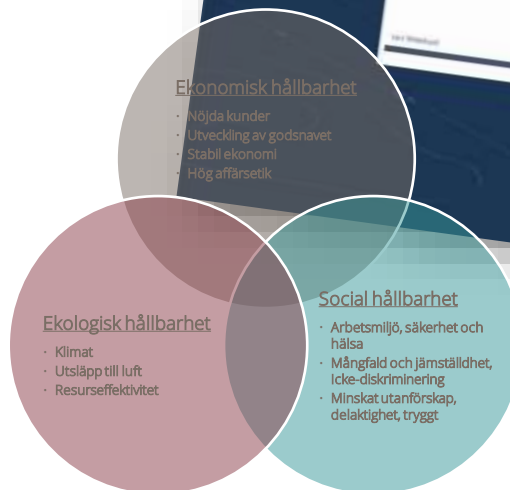 Ekonomisk hållbarhet
· Nöjda kunder
· Utveckling av godsnavet
· Stabil ekonomi
· Hög affärsetik
Ekologisk hållbarhet
· Klimat
· Utsläpp till luft
· Resurseffektivitet
Social hållbarhet
· Arbetsmiljö, säkerhet och
hälsa
· Mångfald och jämställdhet,
Icke-diskriminering
· Minskat utanförskap,
delaktighet, tryggt